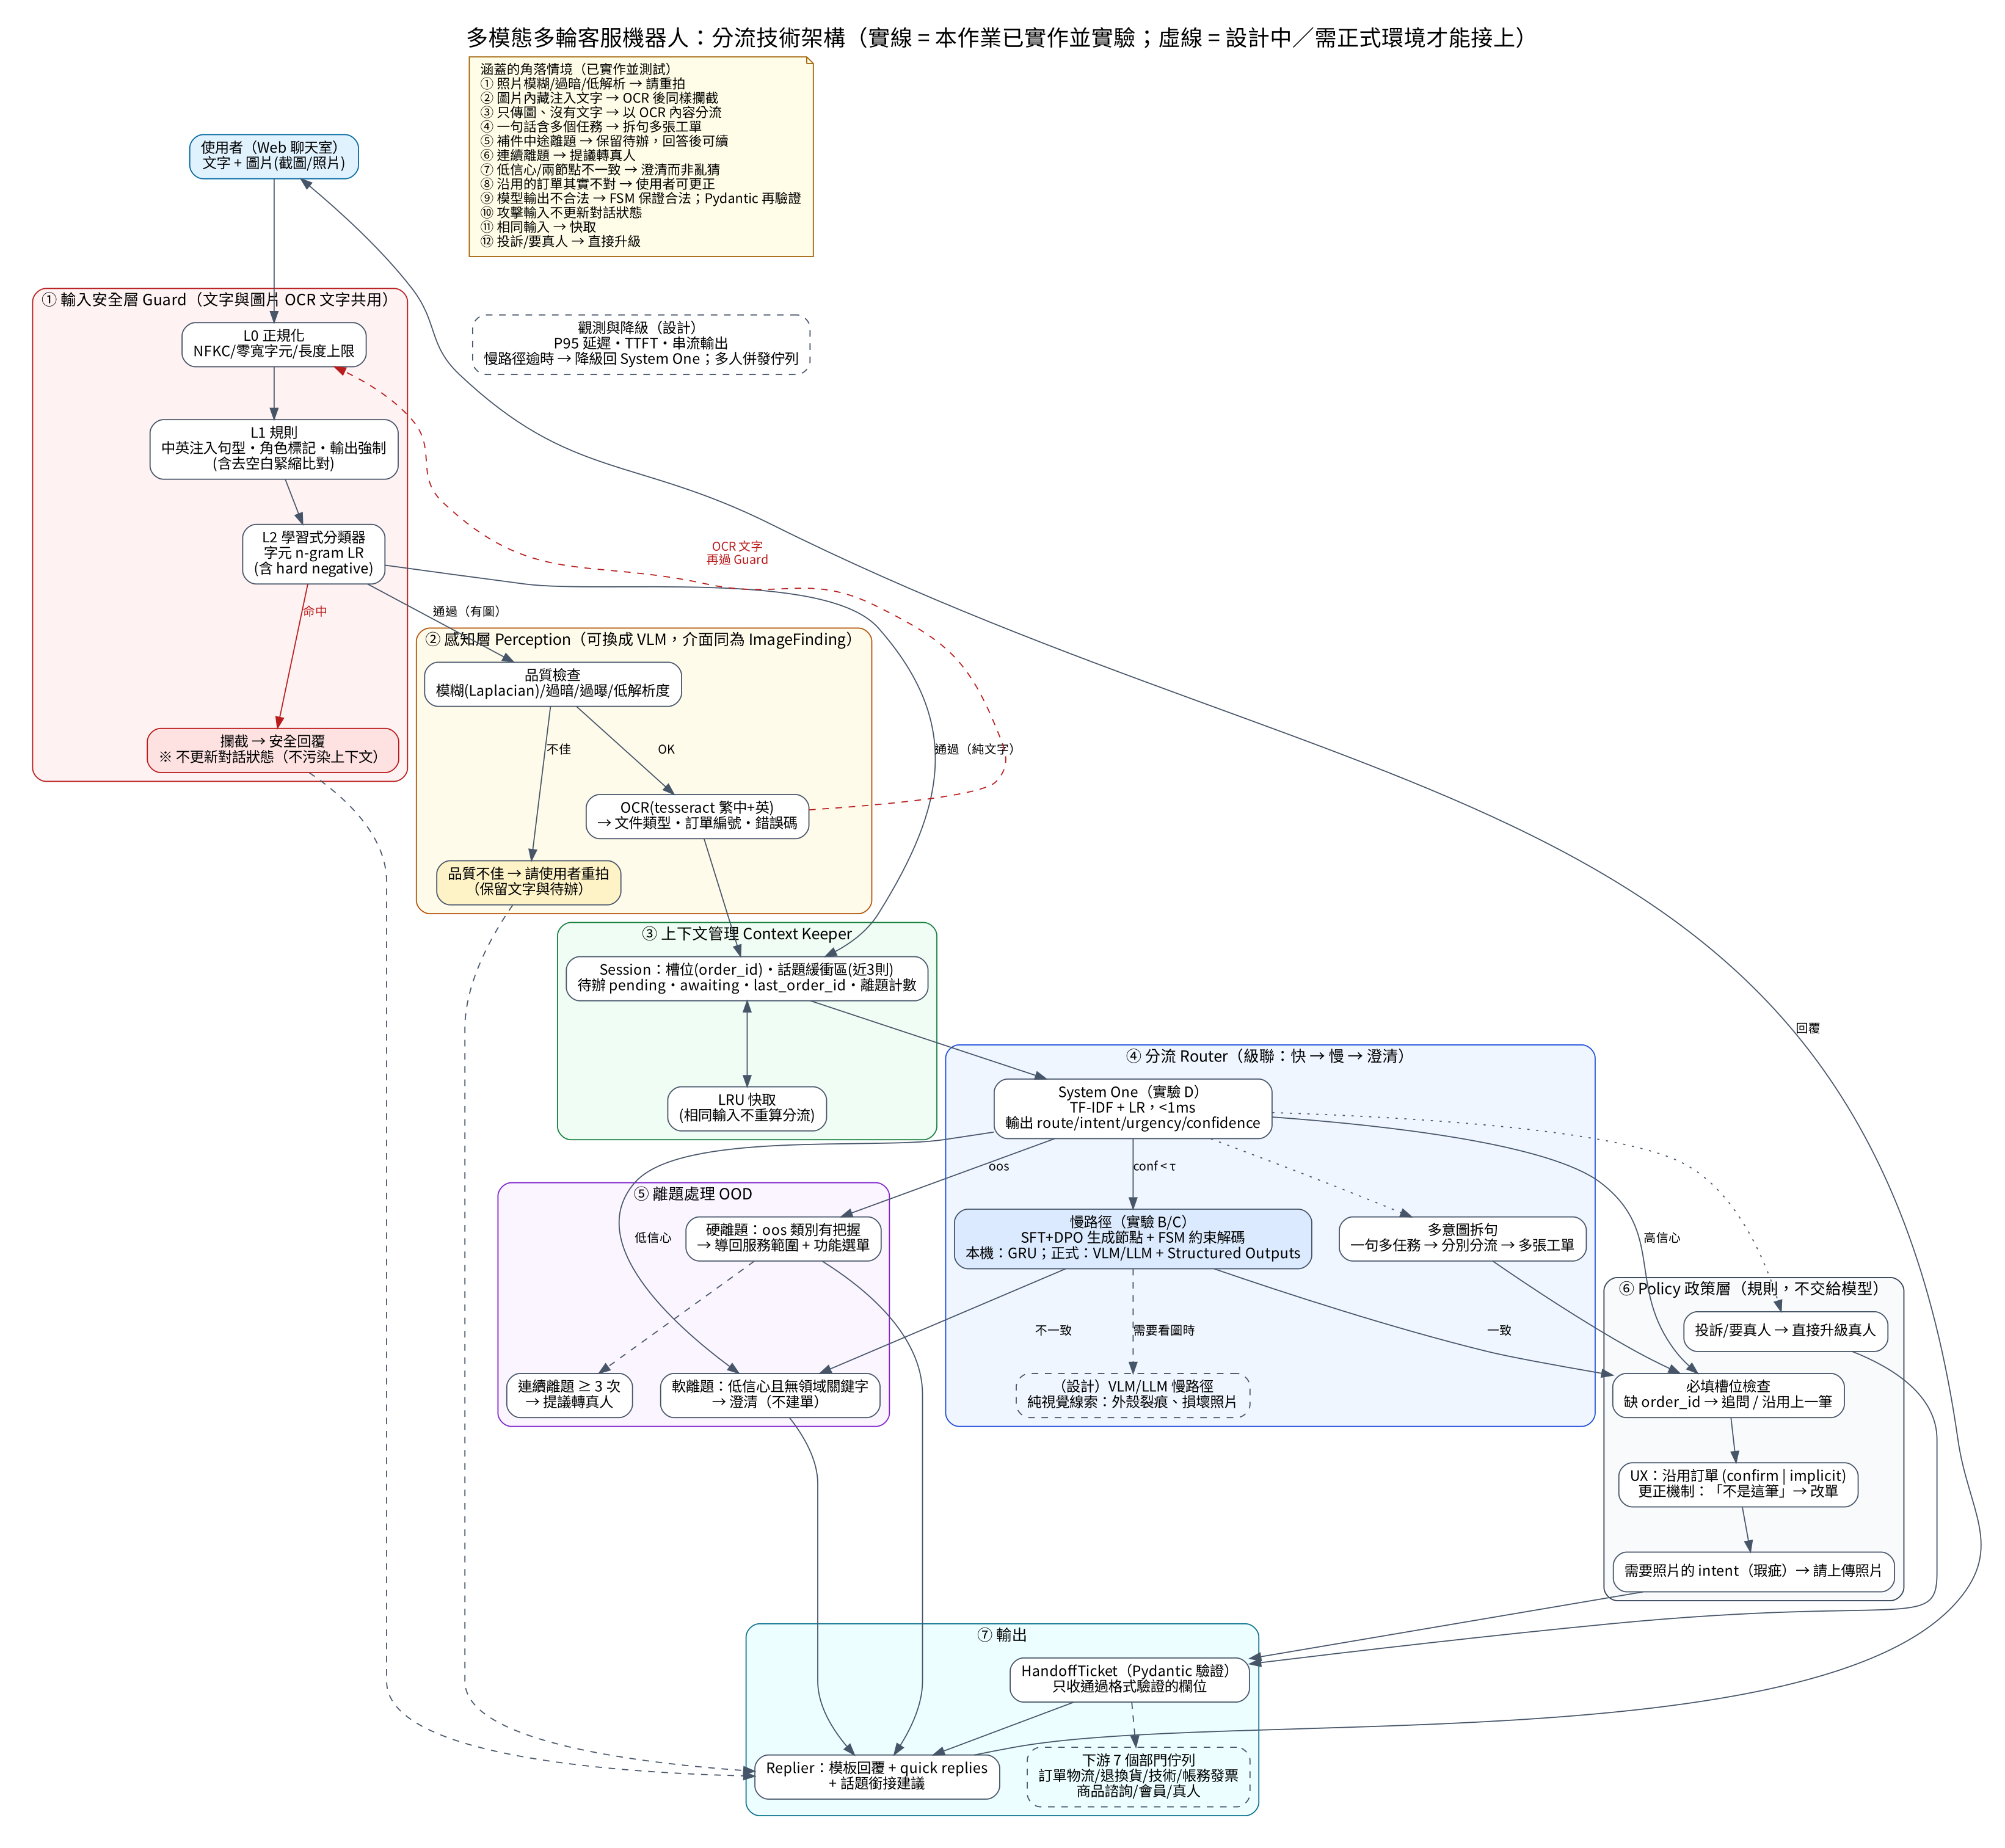 多模態多輪客服機器人：分流技術架構（實線 = 本作業已實作並實驗；虛線 = 設計中／需正式環境才能接上）
涵蓋的角落情境（已實作並測試）
① 照片模糊/過暗/低解析 → 請重拍
② 圖片內藏注入文字 → OCR 後同樣攔截
③ 只傳圖、沒有文字 → 以 OCR 內容分流
④ 一句話含多個任務 → 拆句多張工單
⑤ 補件中途離題 → 保留待辦，回答後可續
⑥ 連續離題 → 提議轉真人
⑦ 低信心/兩節點不一致 → 澄清而非亂猜
⑧ 沿用的訂單其實不對 → 使用者可更正
⑨ 模型輸出不合法 → FSM 保證合法；Pydantic 再驗證
⑩ 攻擊輸入不更新對話狀態
⑪ 相同輸入 → 快取
⑫ 投訴/要真人 → 直接升級
使用者（Web 聊天室）
文字 + 圖片(截圖/照片)
① 輸入安全層 Guard（文字與圖片 OCR 文字共用）
L0 正規化
NFKC/零寬字元/長度上限
觀測與降級（設計）
P95 延遲・TTFT・串流輸出
慢路徑逾時 → 降級回 System One；多人併發佇列
L1 規則
中英注入句型・角色標記・輸出強制
(含去空白緊縮比對)
L2 學習式分類器
字元 n-gram LR
(含 hard negative)
OCR 文字
再過 Guard
命中
通過（有圖）
② 感知層 Perception（可換成 VLM，介面同為 ImageFinding）
品質檢查
模糊(Laplacian)/過暗/過曝/低解析度
攔截 → 安全回覆
※ 不更新對話狀態（不污染上下文）
不佳
OK
通過（純文字）
OCR(tesseract 繁中+英)
→ 文件類型・訂單編號・錯誤碼
品質不佳 → 請使用者重拍
（保留文字與待辦）
③ 上下文管理 Context Keeper
Session：槽位(order_id)・話題緩衝區(近3則)
待辦 pending・awaiting・last_order_id・離題計數
回覆
LRU 快取
(相同輸入不重算分流)
④ 分流 Router（級聯：快 → 慢 → 澄清）
System One（實驗 D）
TF-IDF + LR，<1ms
輸出 route/intent/urgency/confidence
oos
conf < τ
⑤ 離題處理 OOD
硬離題：oos 類別有把握
→ 導回服務範圍 + 功能選單
低信心
慢路徑（實驗 B/C）
SFT+DPO 生成節點 + FSM 約束解碼
本機：GRU；正式：VLM/LLM + Structured Outputs
多意圖拆句
一句多任務 → 分別分流 → 多張工單
高信心
⑥ Policy 政策層（規則，不交給模型）
投訴/要真人 → 直接升級真人
不一致
需要看圖時
一致
連續離題 ≥ 3 次
→ 提議轉真人
軟離題：低信心且無領域關鍵字
→ 澄清（不建單）
（設計）VLM/LLM 慢路徑
純視覺線索：外殼裂痕、損壞照片
必填槽位檢查
缺 order_id → 追問 / 沿用上一筆
UX：沿用訂單 (confirm | implicit)
更正機制：「不是這筆」→ 改單
需要照片的 intent（瑕疵）→ 請上傳照片
⑦ 輸出
HandoffTicket（Pydantic 驗證）
只收通過格式驗證的欄位
Replier：模板回覆 + quick replies
+ 話題銜接建議
下游 7 個部門佇列
訂單物流/退換貨/技術/帳務發票
商品諮詢/會員/真人